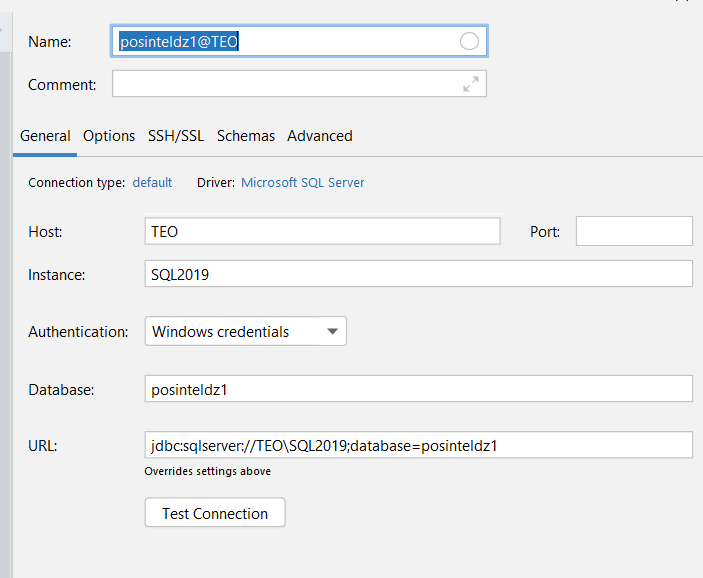 Name: posinteldz1@TEO
Comment:
General Options SSH/SSL Schemas Advanced
Connection type: default Driver: Microsoft SQL Server
Host: TEO Port:
Instance: SQL2019
Authentication: Windows credentials
Database: posinteldz1
URL: jdbc:sqlserver://TEO\SQL2019;database=posinteldz1
Overrides settings above
Test Connection